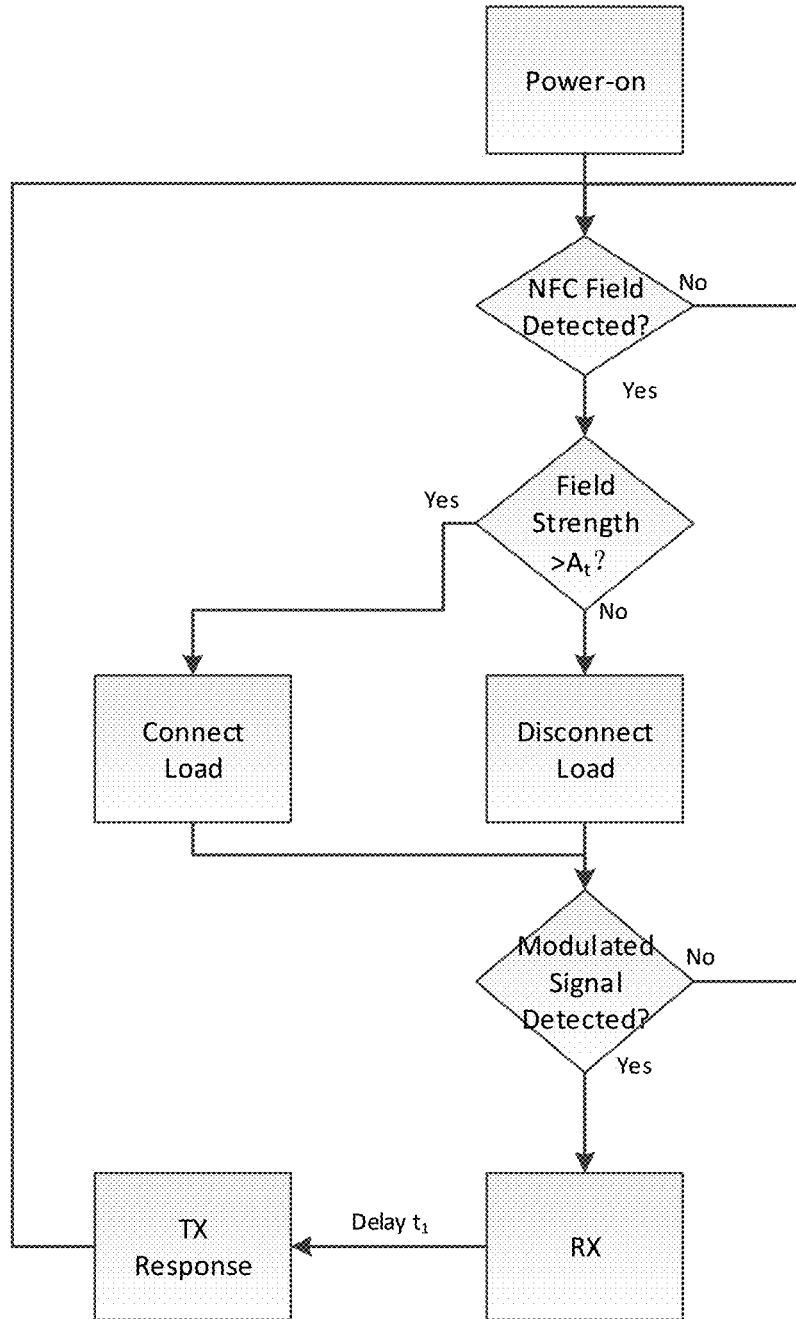 Power-on
NFC Field
No
Detected?
Yes
Field
Yes
Strength
>Aₜ?
No
Connect
Load
Disconnect
Load
Modulated
No
Signal
Detected?
Yes
TX
Response
Delay t₁
RX